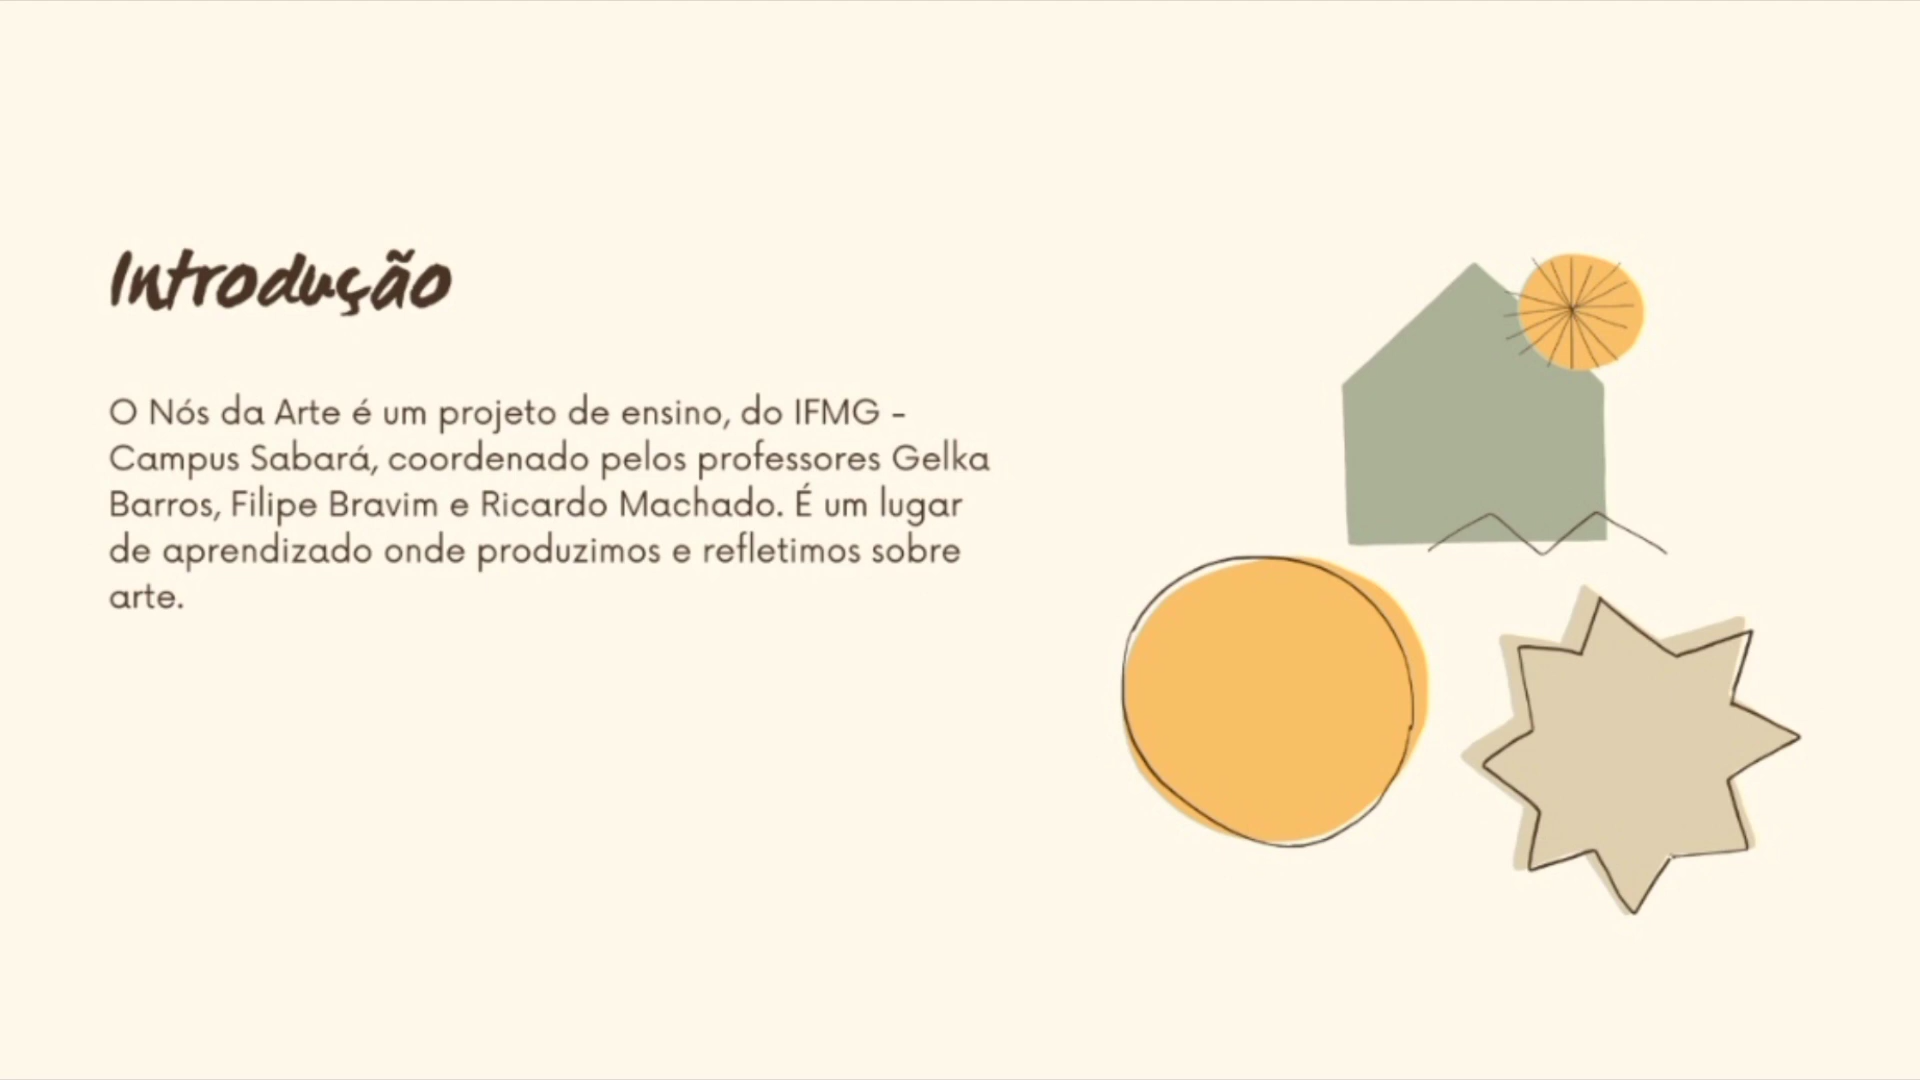 Introdução
O Nós da Arte é um projeto de ensino, do IFMG -
Campus Sabará, coordenado pelos professores Gelka
Barros, Filipe Bravim e Ricardo Machado. É um lugar
de aprendizado onde produzimos e refletimos sobre
arte.